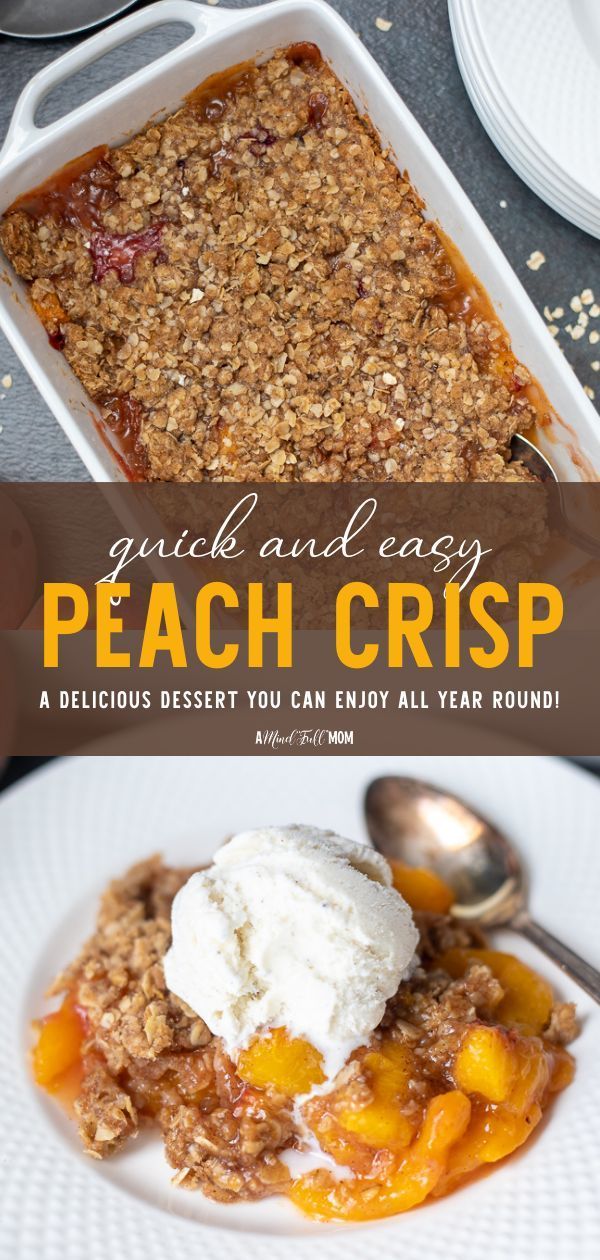 quick and easy
PEACH CRISP
A DELICIOUS DESSERT YOU CAN ENJOY ALL YEAR ROUND!
A Mind "Full" MOM